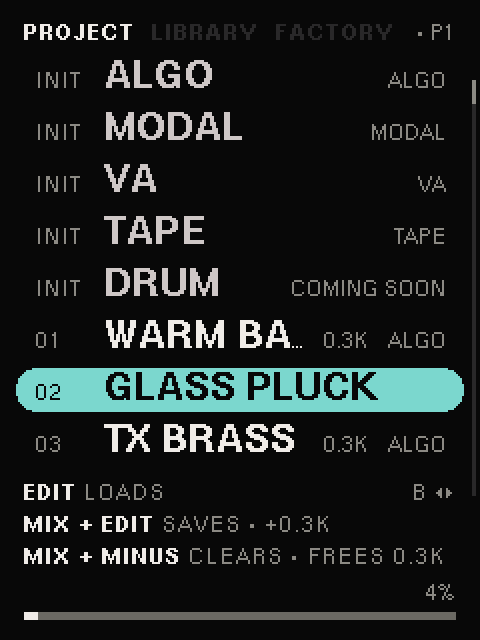 PROJECT LIBRARY FACTORY · P1
INIT ALGO ALGO
INIT MODAL MODAL
INIT VA VA
INIT TAPE TAPE
INIT DRUM COMING SOON
01 WARM BA… 0.3K ALGO
02 GLASS PLUCK
03 TX BRASS 0.3K ALGO
EDIT LOADS B ◂▸
MIX + EDIT SAVES · +0.3K
MIX + MINUS CLEARS · FREES 0.3K
4%